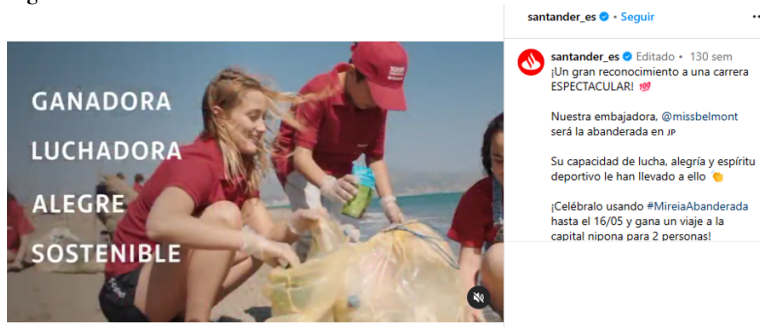 santander_es • Seguir
santander_es Editado • 130 sem
¡Un gran reconocimiento a una carrera
ESPECTACULAR! 💯
Nuestra embajadora, @missbelmont
será la abanderada en JP
Su capacidad de lucha, alegría y espíritu
deportivo le han llevado a ello 👏
¡Celébralo usando #MireiaAbanderada
hasta el 16/05 y gana un viaje a la
capital nipona para 2 personas!
GANADORA
LUCHADORA
ALEGRE
SOSTENIBLE